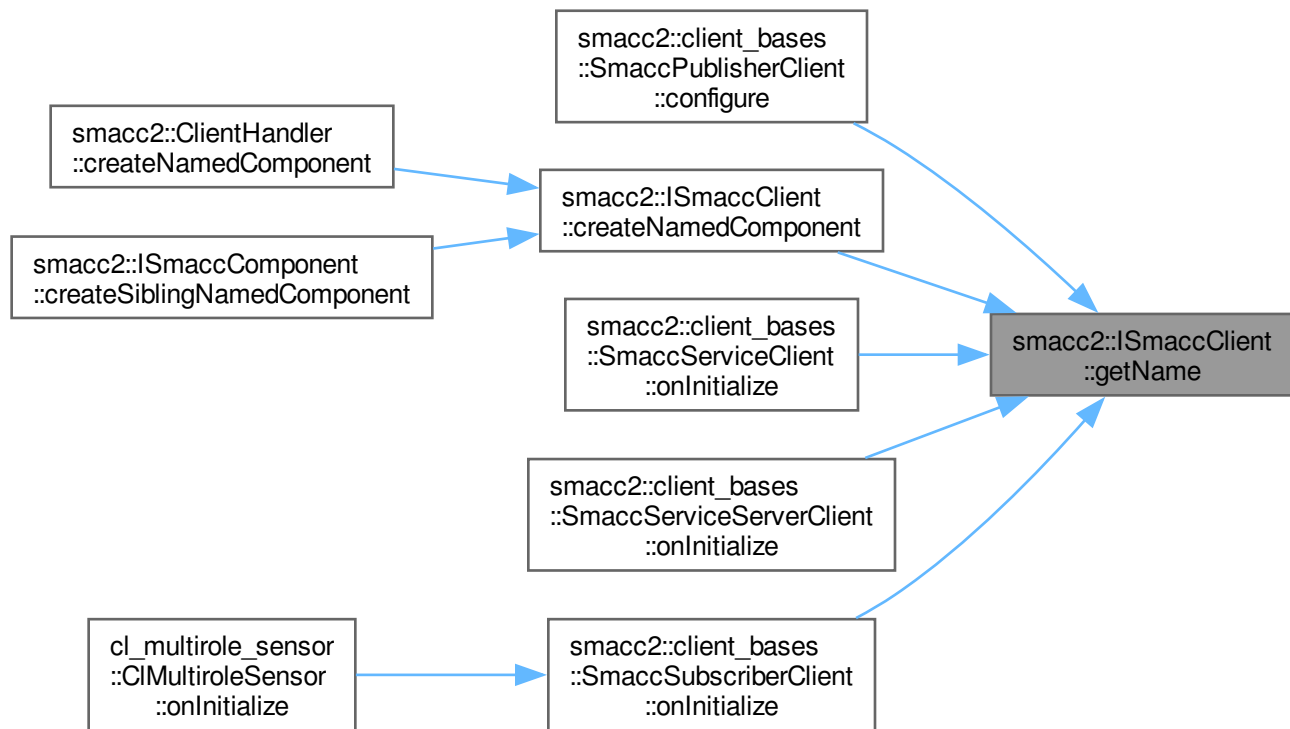 smacc2::client_bases
::SmaccPublisherClient
::configure
smacc2::ClientHandler
::createNamedComponent
smacc2::ISmaccClient
::createNamedComponent
smacc2::ISmaccComponent
::createSiblingNamedComponent
smacc2::client_bases
::SmaccServiceClient
::onInitialize
smacc2::ISmaccClient
::getName
smacc2::client_bases
::SmaccServiceServerClient
::onInitialize
cl_multirole_sensor
::ClMultiroleSensor
::onInitialize
smacc2::client_bases
::SmaccSubscriberClient
::onInitialize